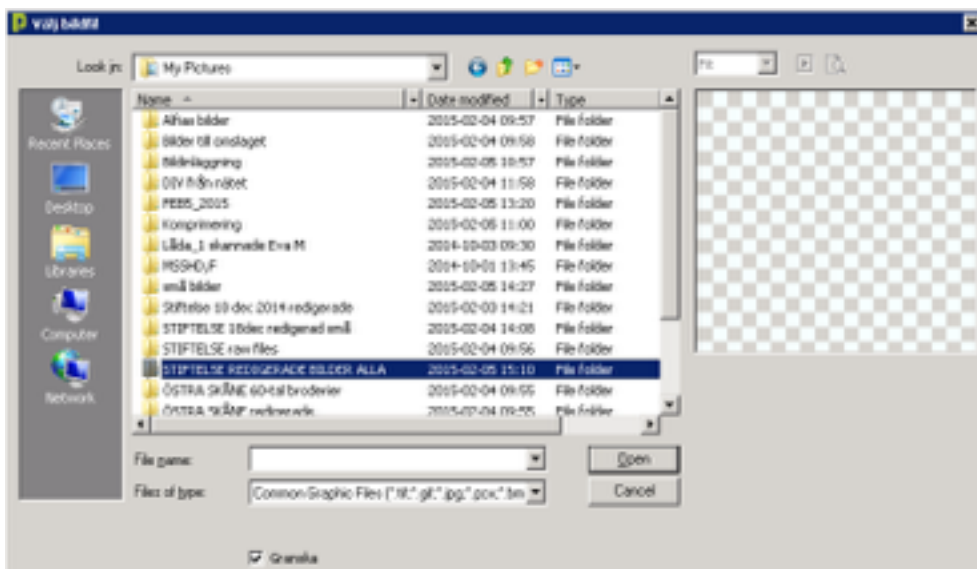 Välj bildfil
Look in: My Pictures Fit
Name Date modified Type
Alfias bilder 2015-02-04 09:57 File folder
Bilder till anslaget 2015-02-04 09:58 File folder
Bildinläggning 2015-02-05 10:57 File folder
DIV från nätet 2015-02-04 11:58 File folder
2015-02-05 13:20 File folder
Komprimering 2015-02-05 11:00 File folder
Låda_1 skannade Eva M 2014-10-03 09:30 File folder
2014-10-01 13:45 File folder
små bilder 2015-02-05 14:27 File folder
Stiftelse 10 dec 2014 redigerade 2015-02-03 14:21 File folder
STIFTELSE 10dec redigerad små 2015-02-04 14:08 File folder
STIFTELSE raw files 2015-02-04 09:56 File folder
STIFTELSE REDIGERADE BILDER ALLA 2015-02-05 15:10 File folder
ÖSTRA SKÅNE 60-tal broderier 2015-02-04 09:55 File folder
ÖSTRA SKÅNE redigerade 2015-02-04 09:55 File folder
Recent Places
Desktop
Libraries
Computer
Network
File name: Open
Files of type: Common Graphic Files (*.tif;*.gif;*.jpg;*.pcx;*.bm Cancel
Granska